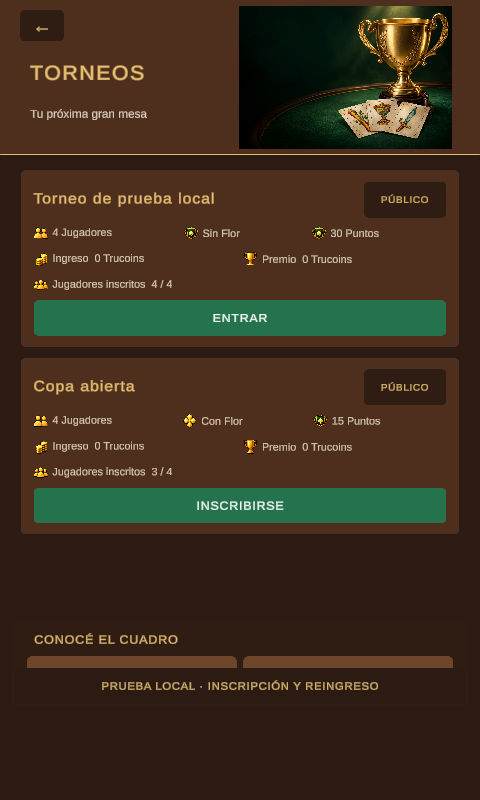 ←
TORNEOS
Tu próxima gran mesa
Torneo de prueba local
PÚBLICO
4 Jugadores
Sin Flor
30 Puntos
Ingreso 0 Trucoins
Premio 0 Trucoins
Jugadores inscritos 4 / 4
ENTRAR
Copa abierta
PÚBLICO
4 Jugadores
Con Flor
15 Puntos
Ingreso 0 Trucoins
Premio 0 Trucoins
Jugadores inscritos 3 / 4
INSCRIBIRSE
CONOCÉ EL CUADRO
PRUEBA LOCAL · INSCRIPCIÓN Y REINGRESO